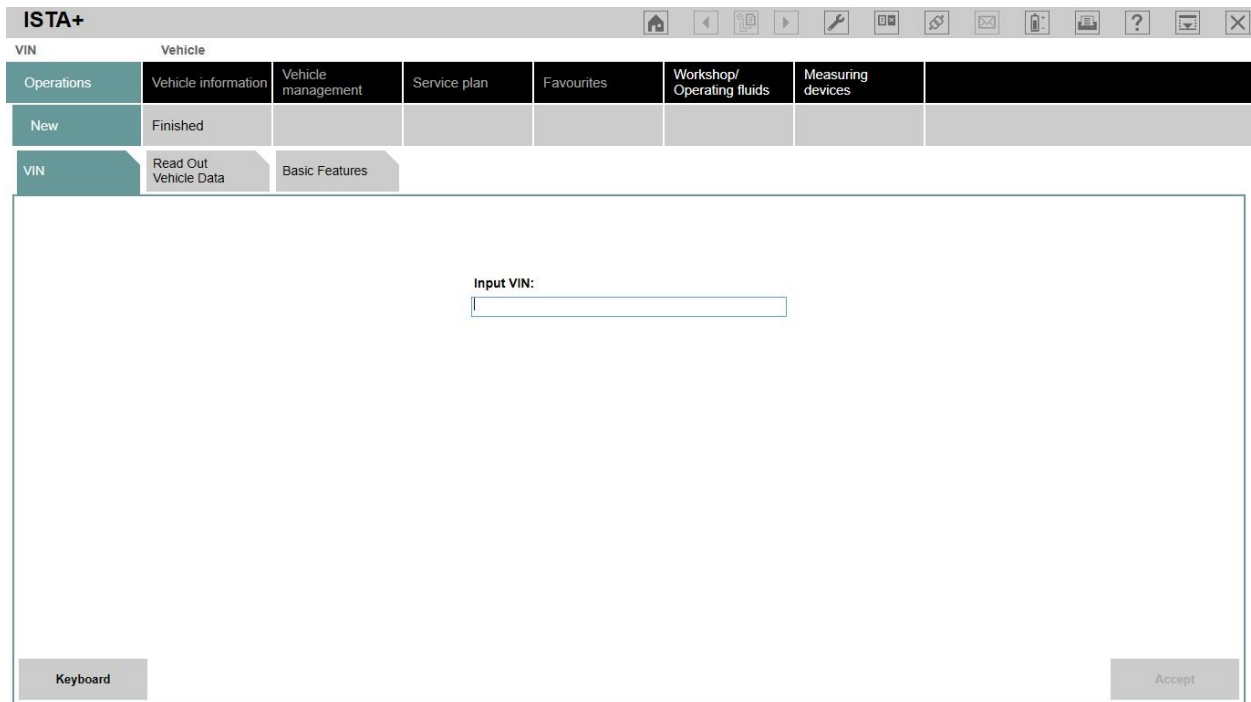 ISTA+
?
VIN Vehicle
Operations
Vehicle information
Vehicle
management
Service plan
Favourites
Workshop/
Operating fluids
Measuring
devices
New
Finished
VIN
Read Out
Vehicle Data
Basic Features
Input VIN:
Keyboard
Accept